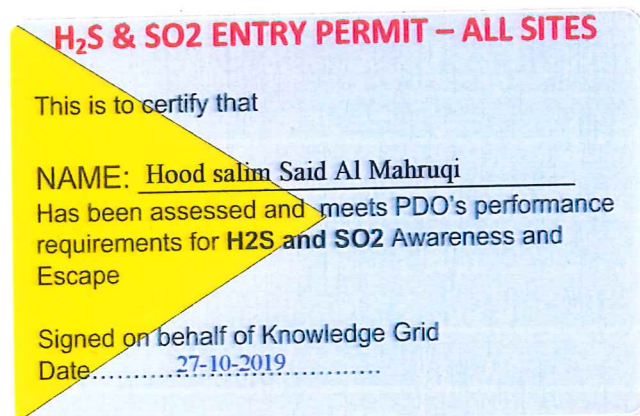 H₂S & SO2 ENTRY PERMIT – ALL SITES
This is to certify that
NAME: Hood salim Said Al Mahruqi
Has been assessed and meets PDO's performance
requirements for H2S and SO2 Awareness and
Escape
Signed on behalf of Knowledge Grid
Date......27-10-2019..............